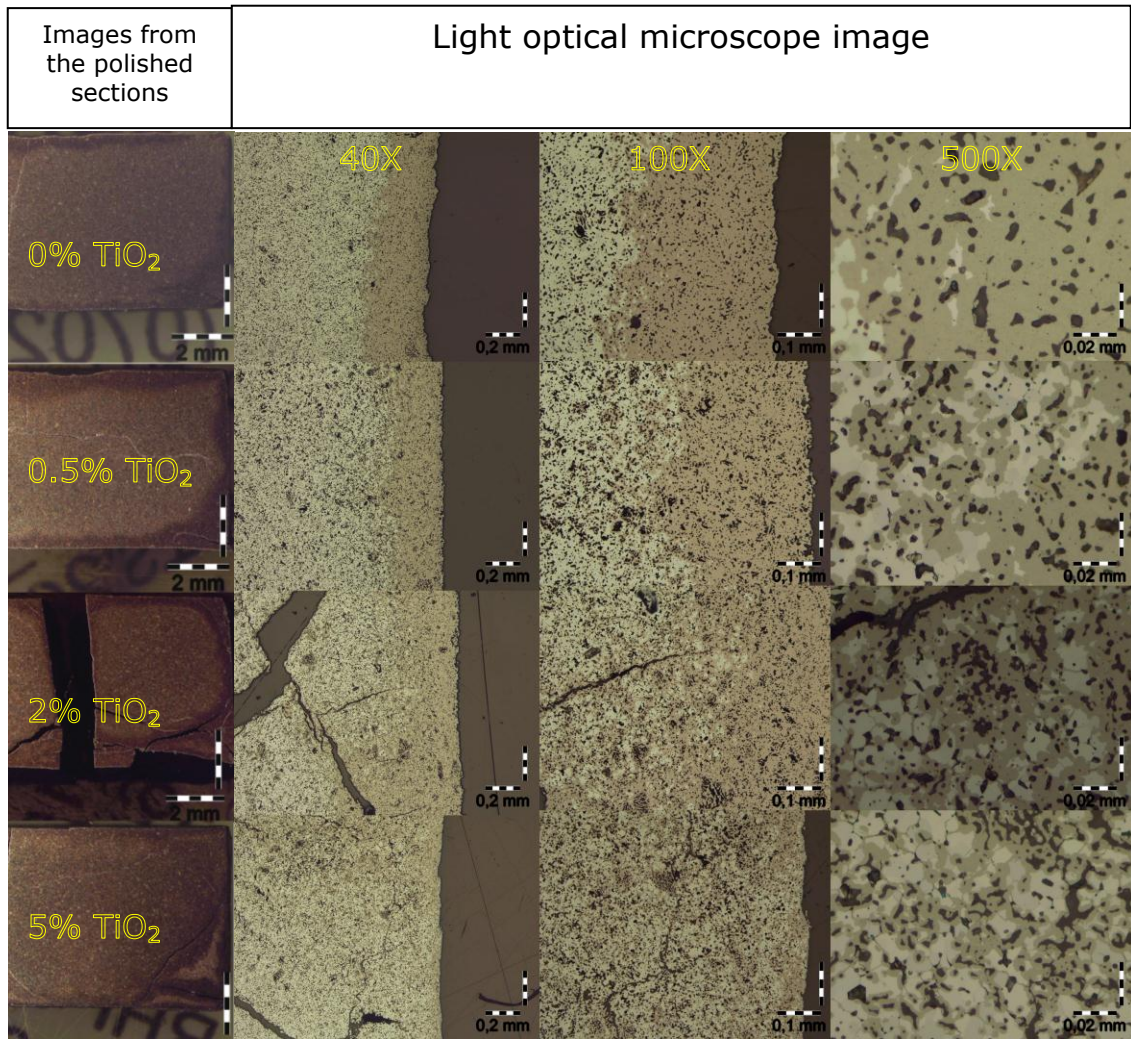 Images from
the polished
sections
Light optical microscope image
40X
100X
500X
0% TiO₂
2 mm
0,2 mm
0,1 mm
0,02 mm
0.5% TiO₂
2 mm
0,2 mm
0,1 mm
0,02 mm
2% TiO₂
2 mm
0,2 mm
0,1 mm
0,02 mm
5% TiO₂
0,2 mm
0,1 mm
0,02 mm